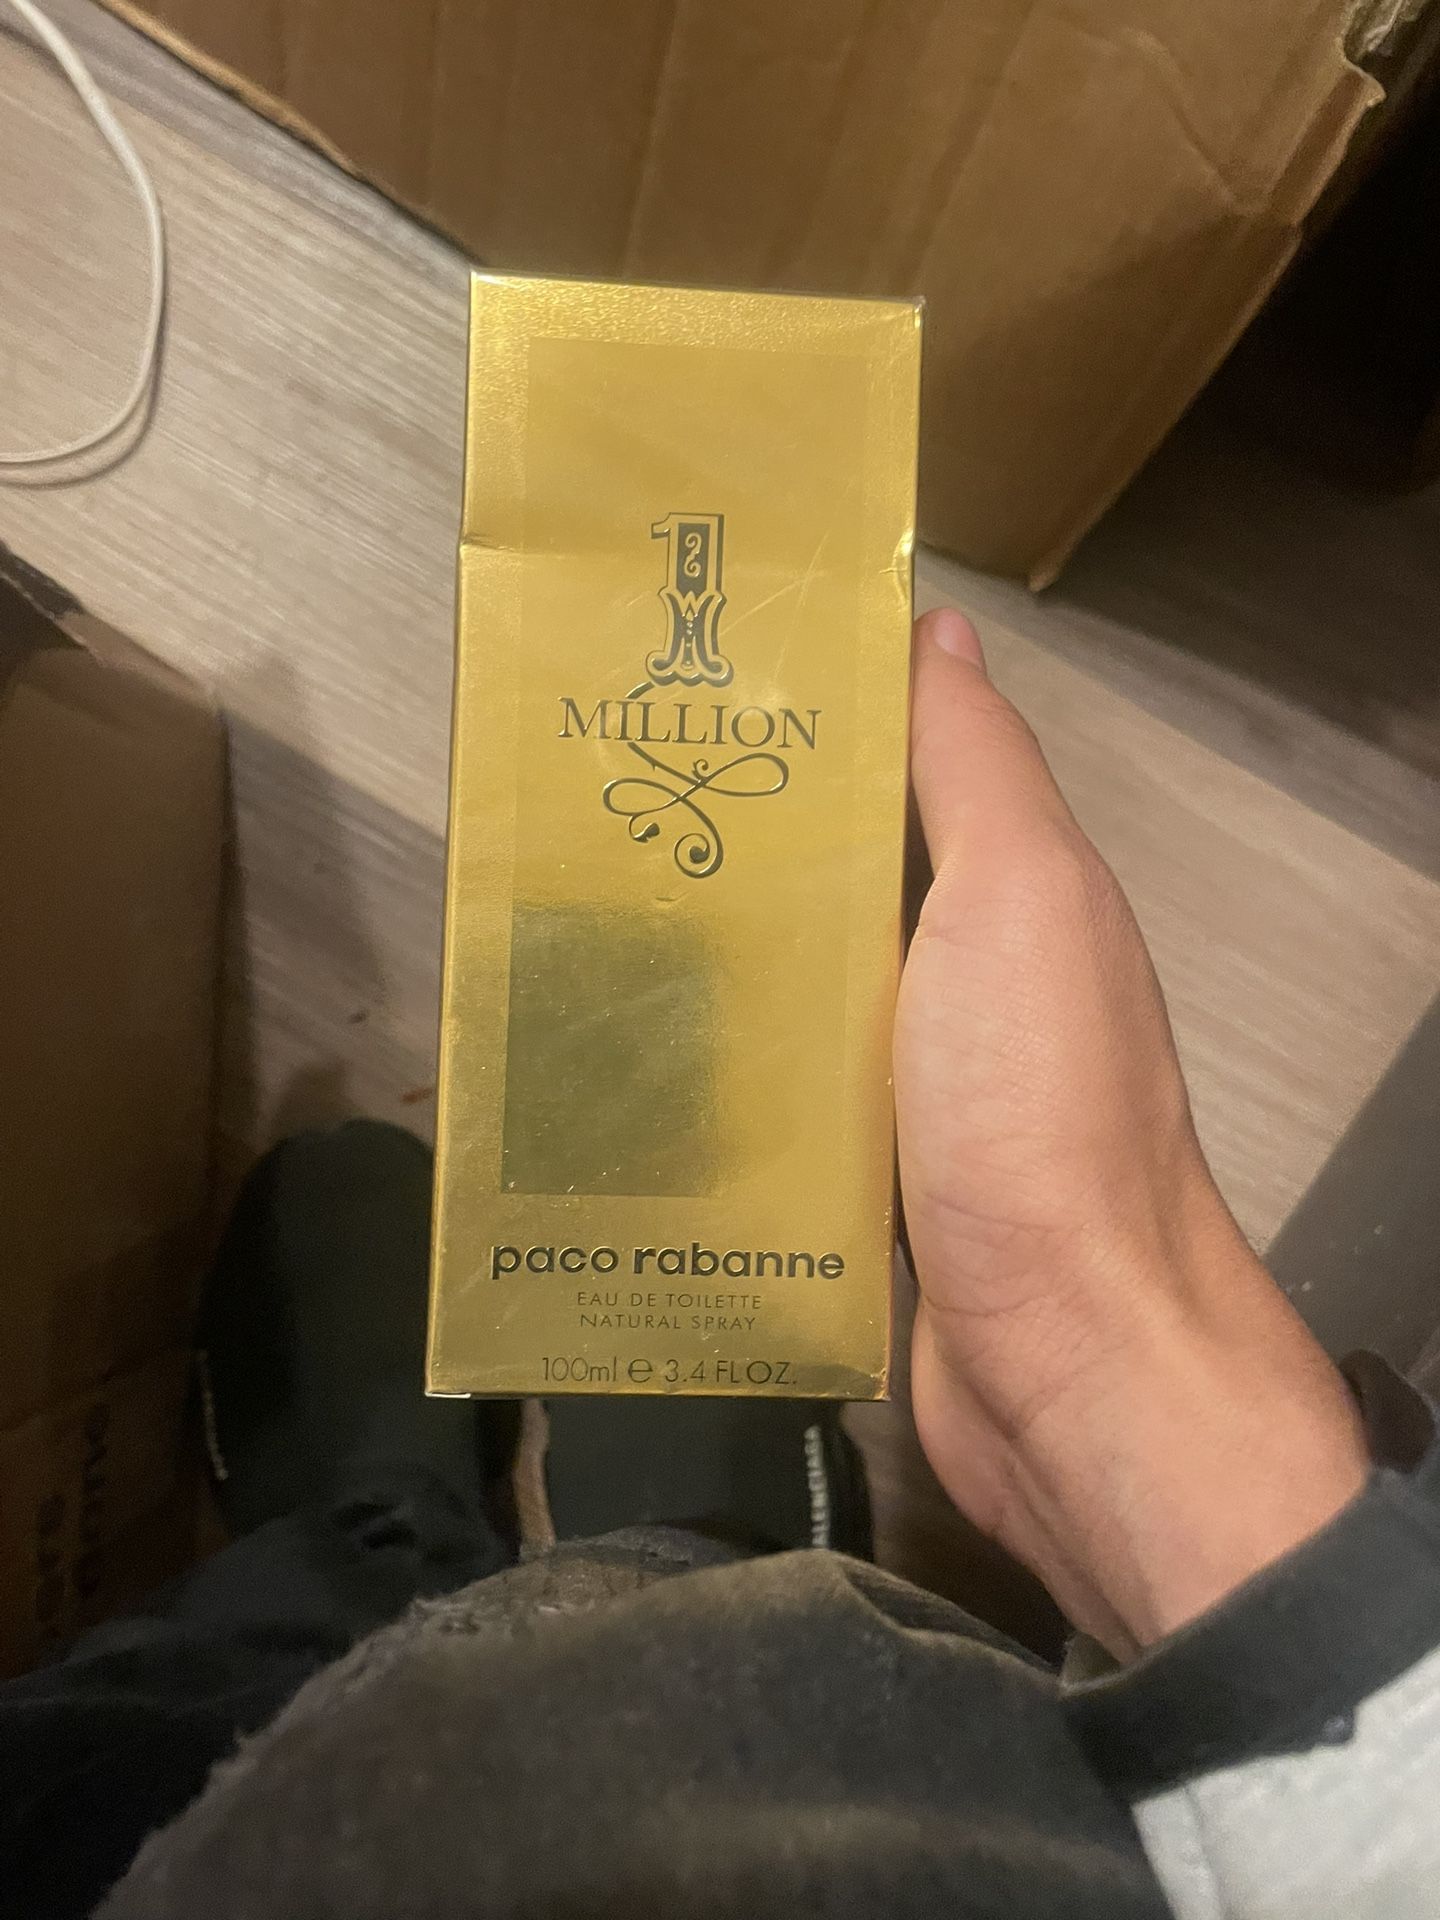 1
MILLION
paco rabanne
EAU DE TOILETTE
NATURAL SPRAY
100ml e 3.4 FL OZ.